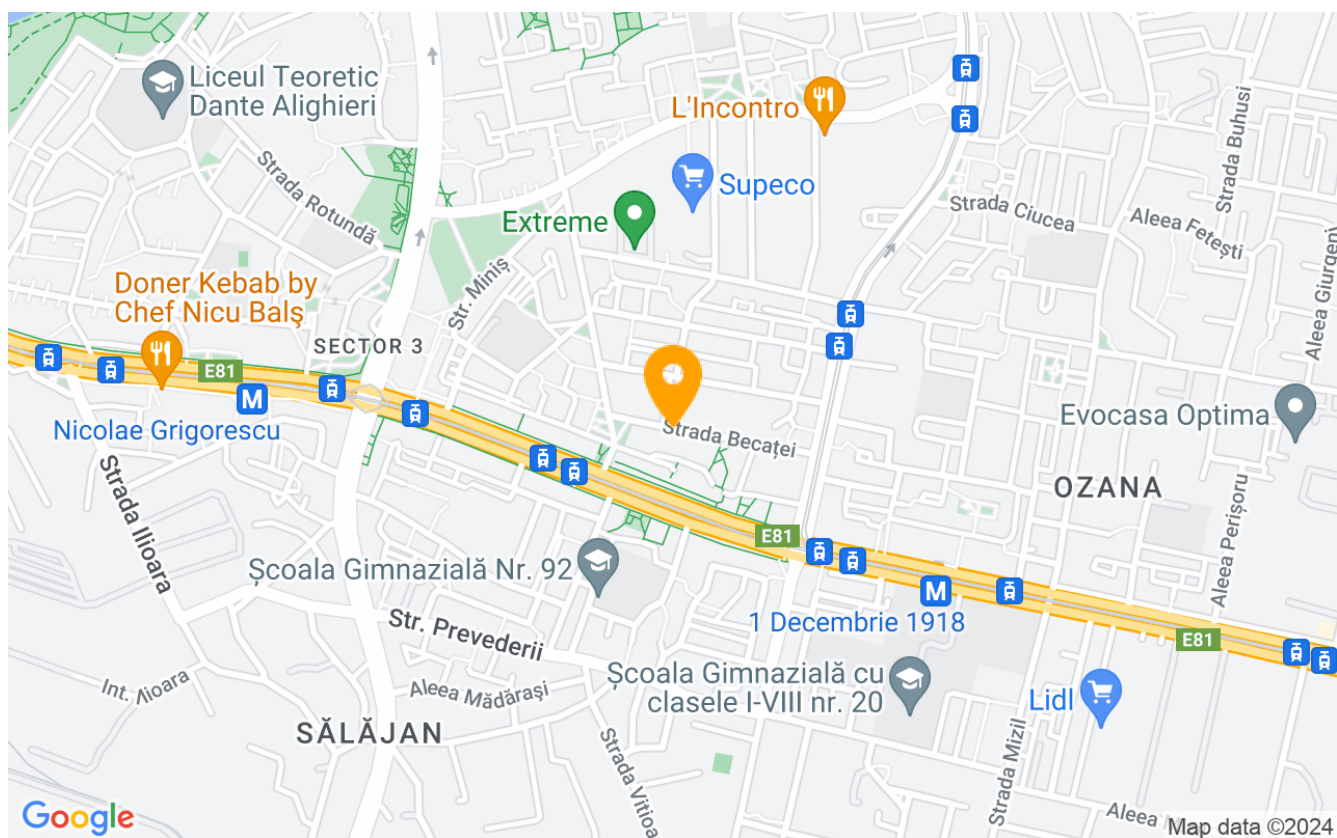 Liceul Teoretic
Dante Alighieri
L'Incontro
Strada Buhusi
Supeco
Strada Rotundă
Strada Ciucea
Aleea Fetești
Extreme
Str. Miniș
Aleea Giurgeni
Doner Kebab by
Chef Nicu Balş
SECTOR 3
E81
M
Nicolae Grigorescu
Strada Becaței
Evocasa Optima
Strada Ilioara
OZANA
E81
Aleea Perișoru
Școala Gimnazială Nr. 92
M
1 Decembrie 1918
Str. Prevederii
E81
Școala Gimnazială cu
clasele I-VIII nr. 20
Int.
Aleea Mădărași
Lidl
SĂLĂJAN
Strada Mizil
Strada Vitioa
Aleea
Google
Map data ©2024